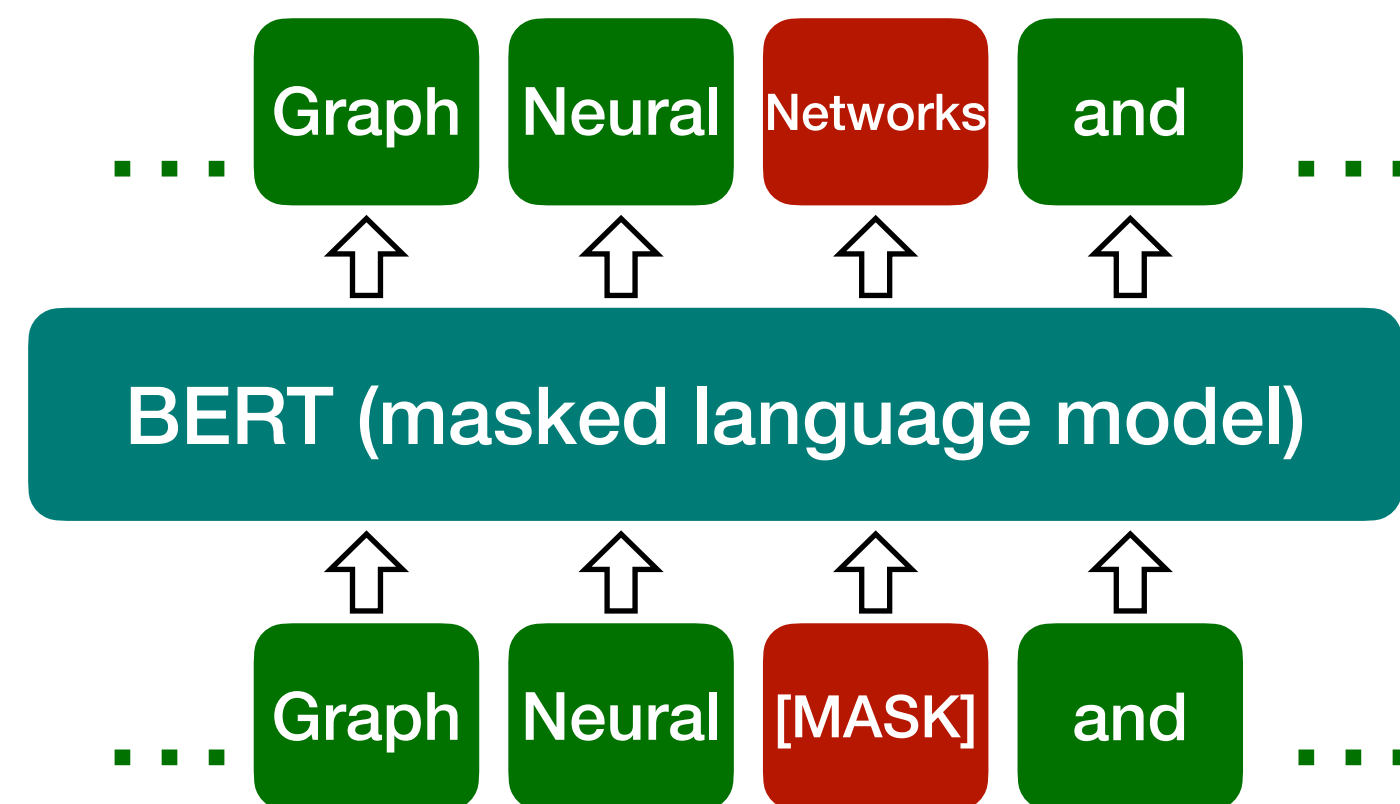 ... Graph Neural Networks and ...
BERT (masked language model)
... Graph Neural [MASK] and ...